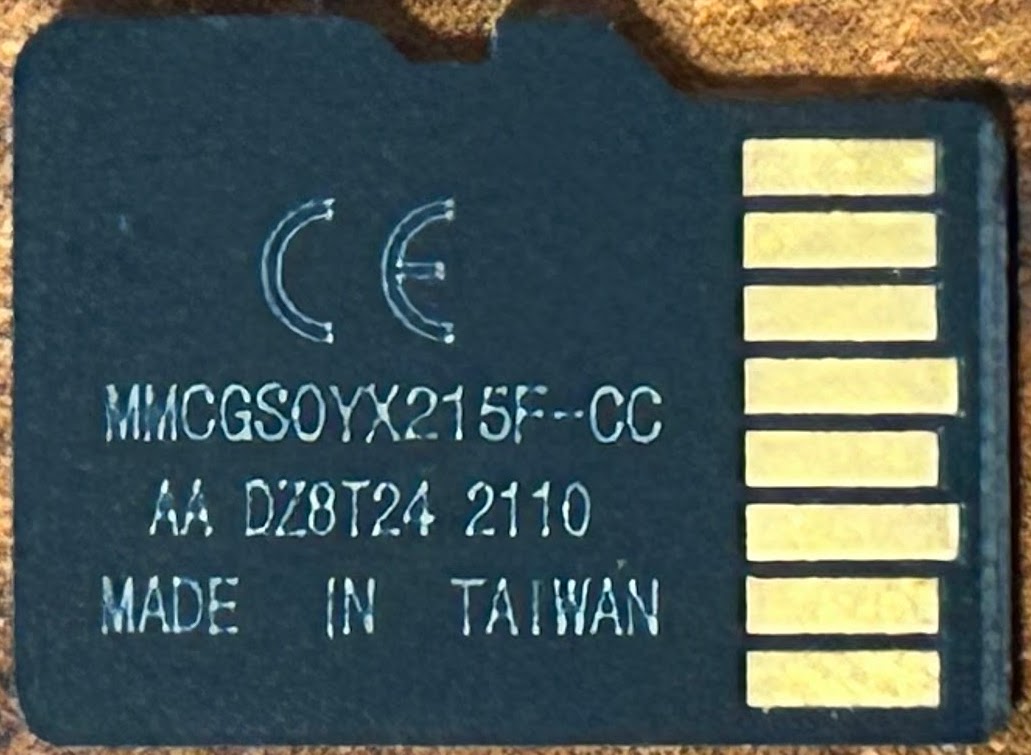 CE
MMCGS0YX215F-CC
AA DZ8T24 2110
MADE IN TAIWAN